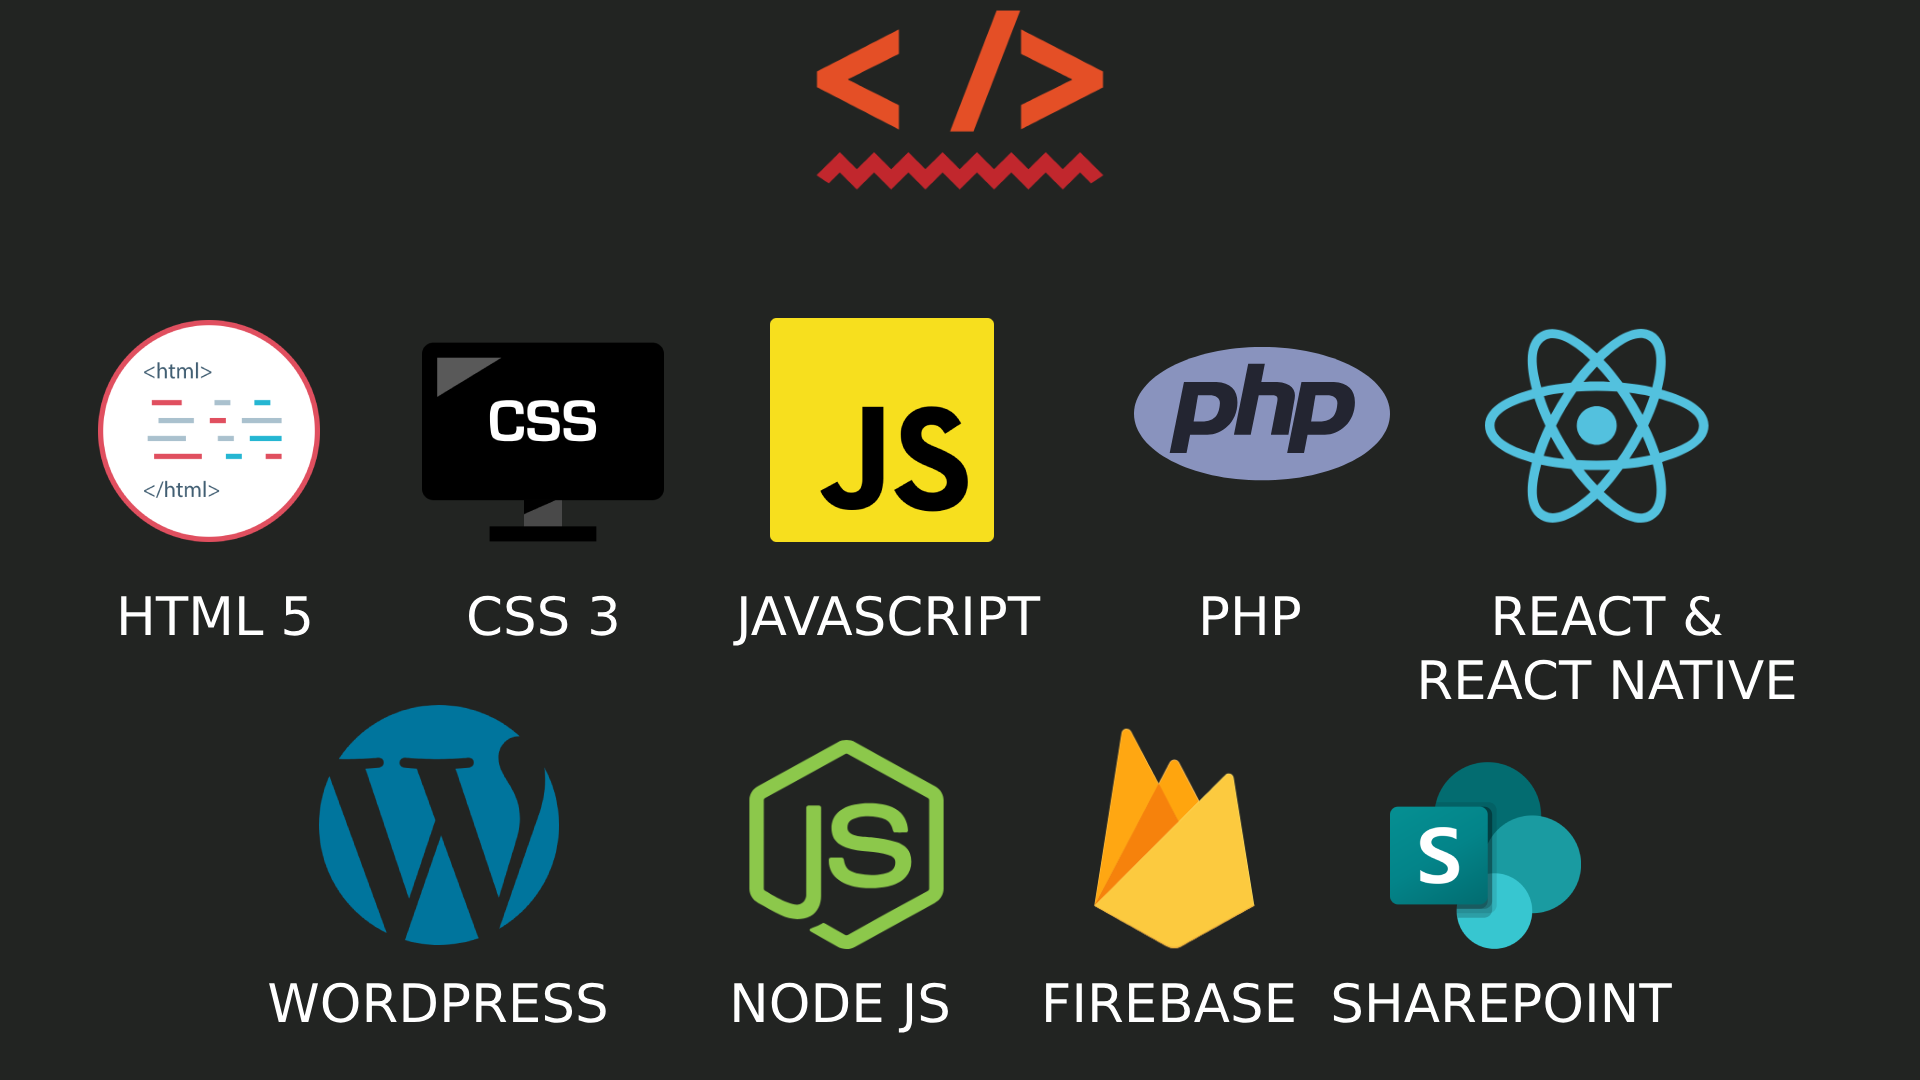 </>
<html>
</html>
CSS
JS
php
HTML 5
CSS 3
JAVASCRIPT
PHP
REACT &
REACT NATIVE
W
JS
S
WORDPRESS
NODE JS
FIREBASE
SHAREPOINT